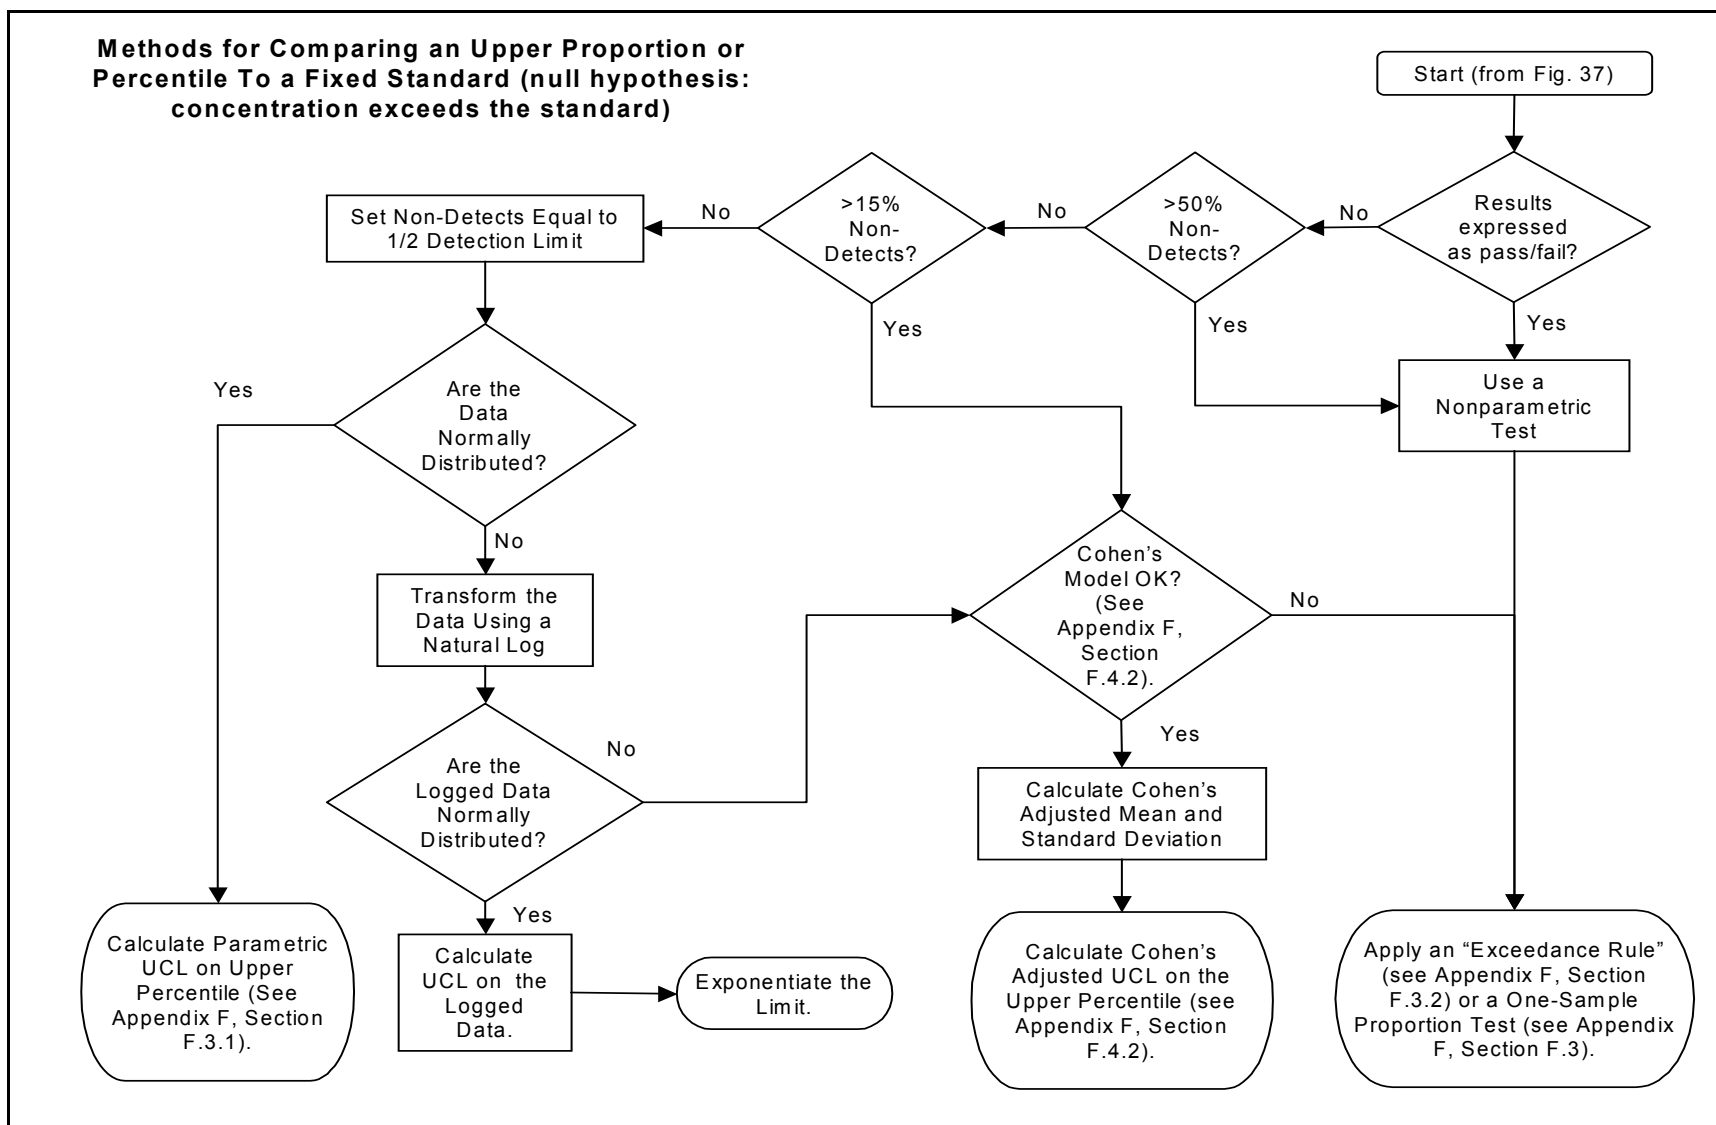 Methods for Comparing an Upper Proportion or
Percentile To a Fixed Standard (null hypothesis:
concentration exceeds the standard)
Start (from Fig. 37)
Results
expressed
as pass/fail?
No
Yes
>50%
Non-
Detects?
No
Yes
>15%
Non-
Detects?
No
Yes
Set Non-Detects Equal to
1/2 Detection Limit
Use a
Nonparametric
Test
Are the
Data
Normally
Distributed?
Yes
No
Transform the
Data Using a
Natural Log
Cohen's
Model OK?
(See
Appendix F,
Section
F.4.2).
No
Yes
Are the
Logged Data
Normally
Distributed?
No
Yes
Calculate Cohen's
Adjusted Mean and
Standard Deviation
Calculate Parametric
UCL on Upper
Percentile (See
Appendix F, Section
F.3.1).
Calculate
UCL on the
Logged
Data.
Exponentiate the
Limit.
Calculate Cohen's
Adjusted UCL on the
Upper Percentile (see
Appendix F, Section
F.4.2).
Apply an “Exceedance Rule”
(see Appendix F, Section
F.3.2) or a One-Sample
Proportion Test (see Appendix
F, Section F.3).